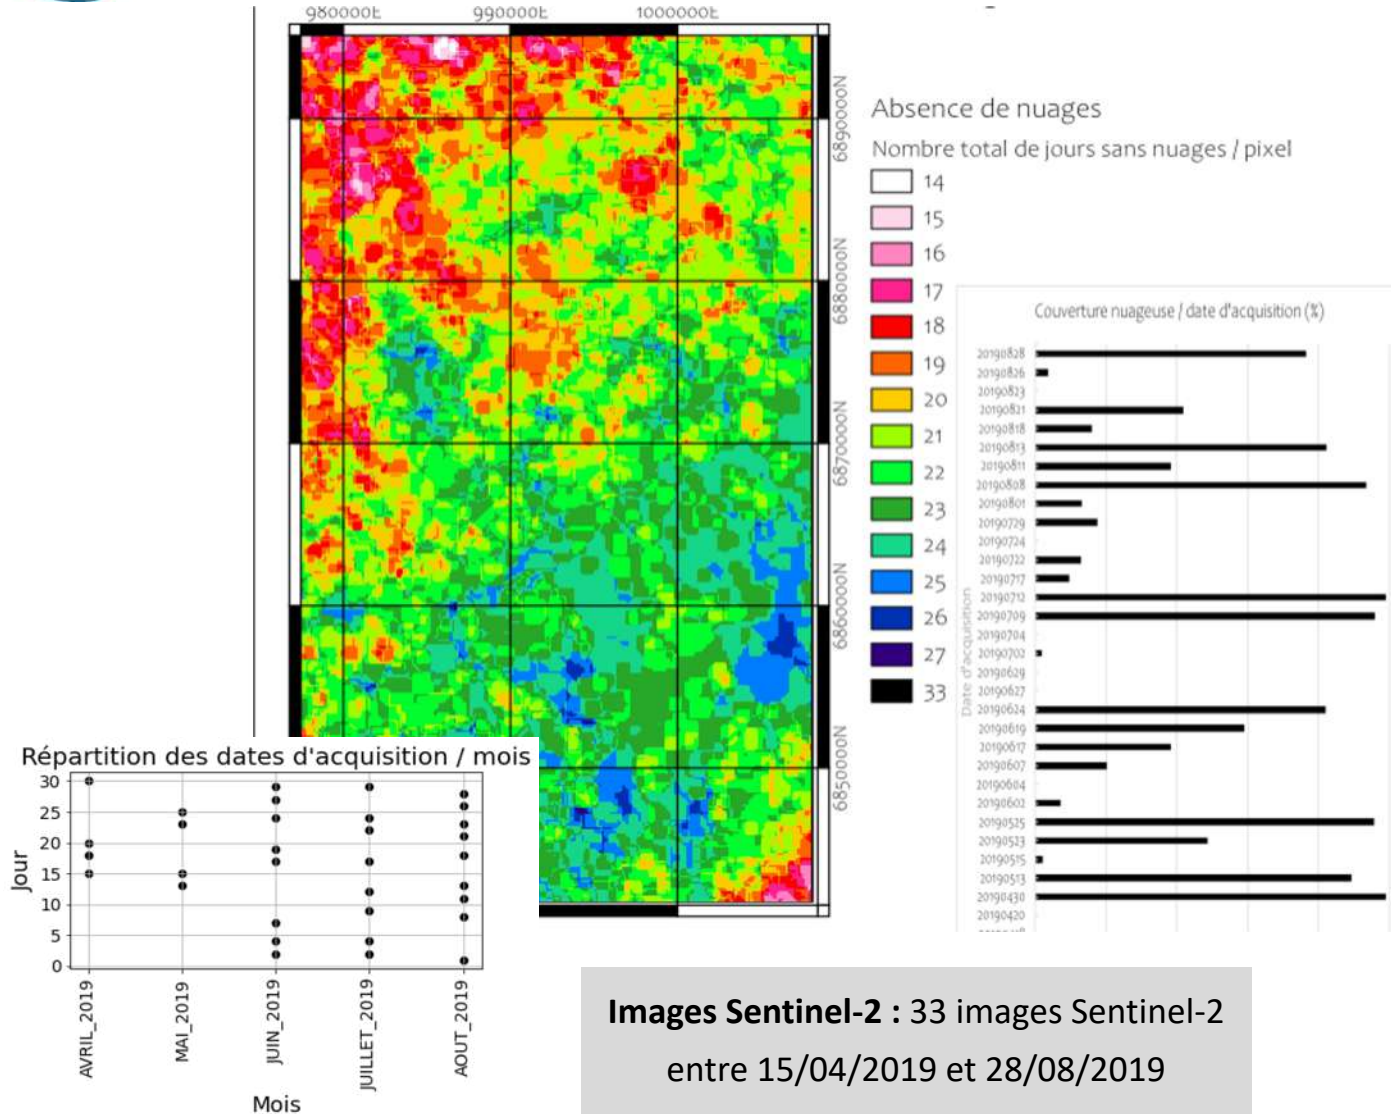 980000E 990000E 1000000E
6890000N
6880000N
6870000N
6860000N
6850000N
Absence de nuages
Nombre total de jours sans nuages / pixel
14
15
16
17
18
19
20
21
22
23
24
25
26
27
33
Couverture nuageuse / date d'acquisition (%)
Date d'acquisition
20190828
20190826
20190823
20190821
20190818
20190813
20190811
20190808
20190801
20190729
20190724
20190722
20190717
20190712
20190709
20190704
20190702
20190629
20190627
20190624
20190619
20190617
20190607
20190604
20190602
20190525
20190523
20190515
20190513
20190430
20190420
Répartition des dates d'acquisition / mois
Jour
30
25
20
15
10
5
0
AVRIL_2019
MAI_2019
JUIN_2019
JUILLET_2019
AOUT_2019
Mois
Images Sentinel-2 : 33 images Sentinel-2
entre 15/04/2019 et 28/08/2019